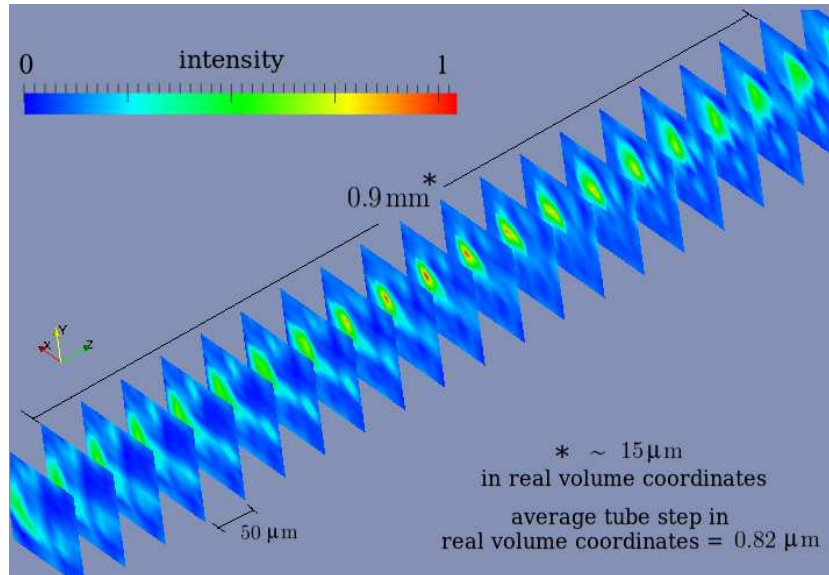 intensity
0 1
0.9 mm*
X Y Z
50 μm
* ~ 15 μm
in real volume coordinates
average tube step in
real volume coordinates = 0.82 μm